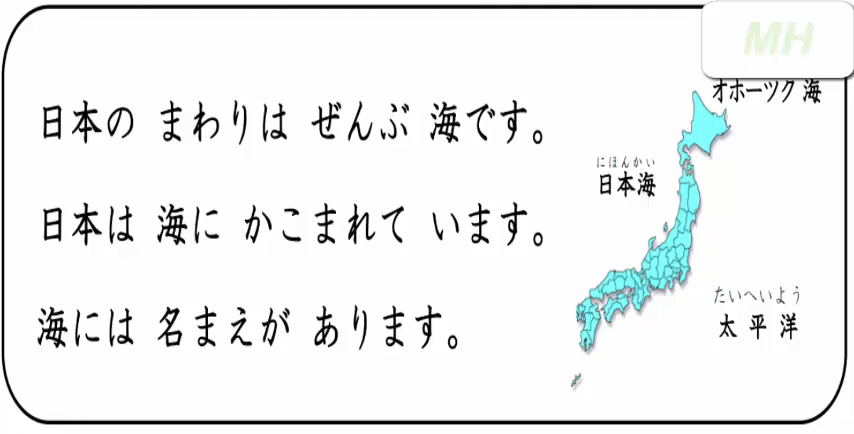 MH
オホーツク 海
日本の まわりは ぜんぶ 海です。
にほんかい
日本海
日本は 海に かこまれて います。
たいへいよう
太平洋
海には 名まえが あります。